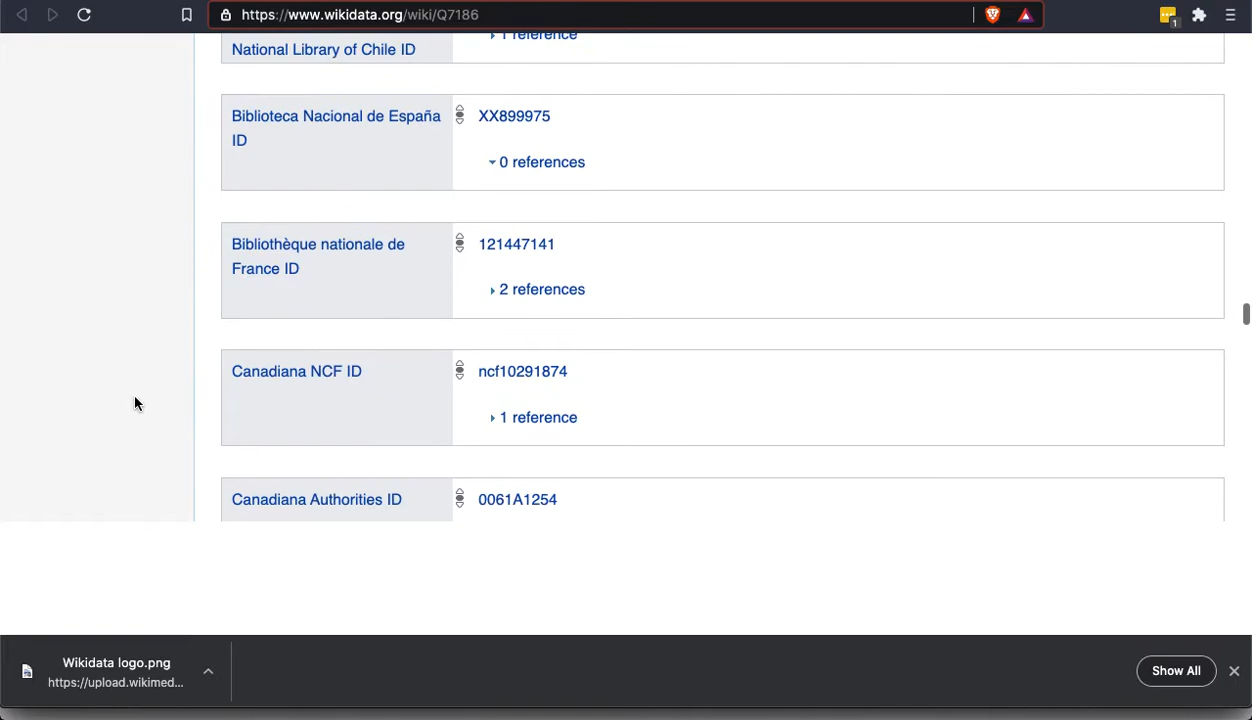 https://www.wikidata.org/wiki/Q7186
1
National Library of Chile ID
1 reference
Biblioteca Nacional de España
ID
XX899975
0 references
Bibliothèque nationale de
France ID
121447141
2 references
Canadiana NCF ID
ncf10291874
1 reference
Canadiana Authorities ID
0061A1254
Wikidata logo.png
https://upload.wikimed...
Show All